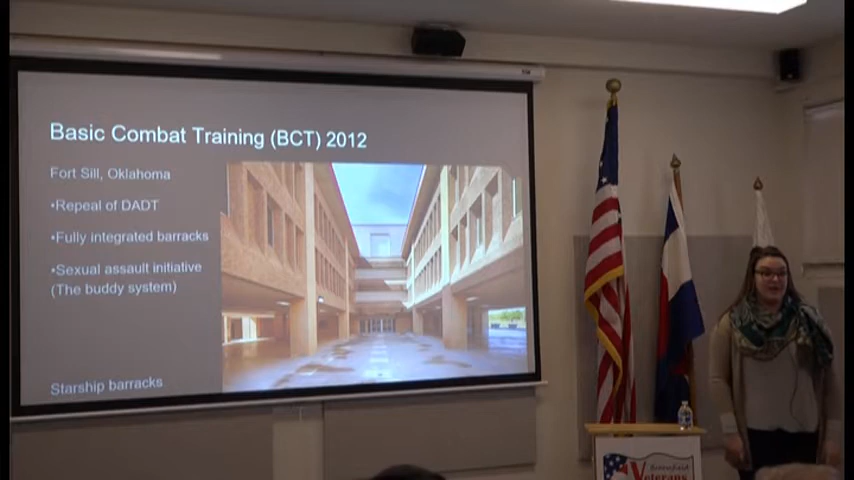 Basic Combat Training (BCT) 2012
Fort Sill, Oklahoma
•Repeal of DADT
•Fully integrated barracks
•Sexual assault initiative
(The buddy system)
Starship barracks
Broomfield
Veterans